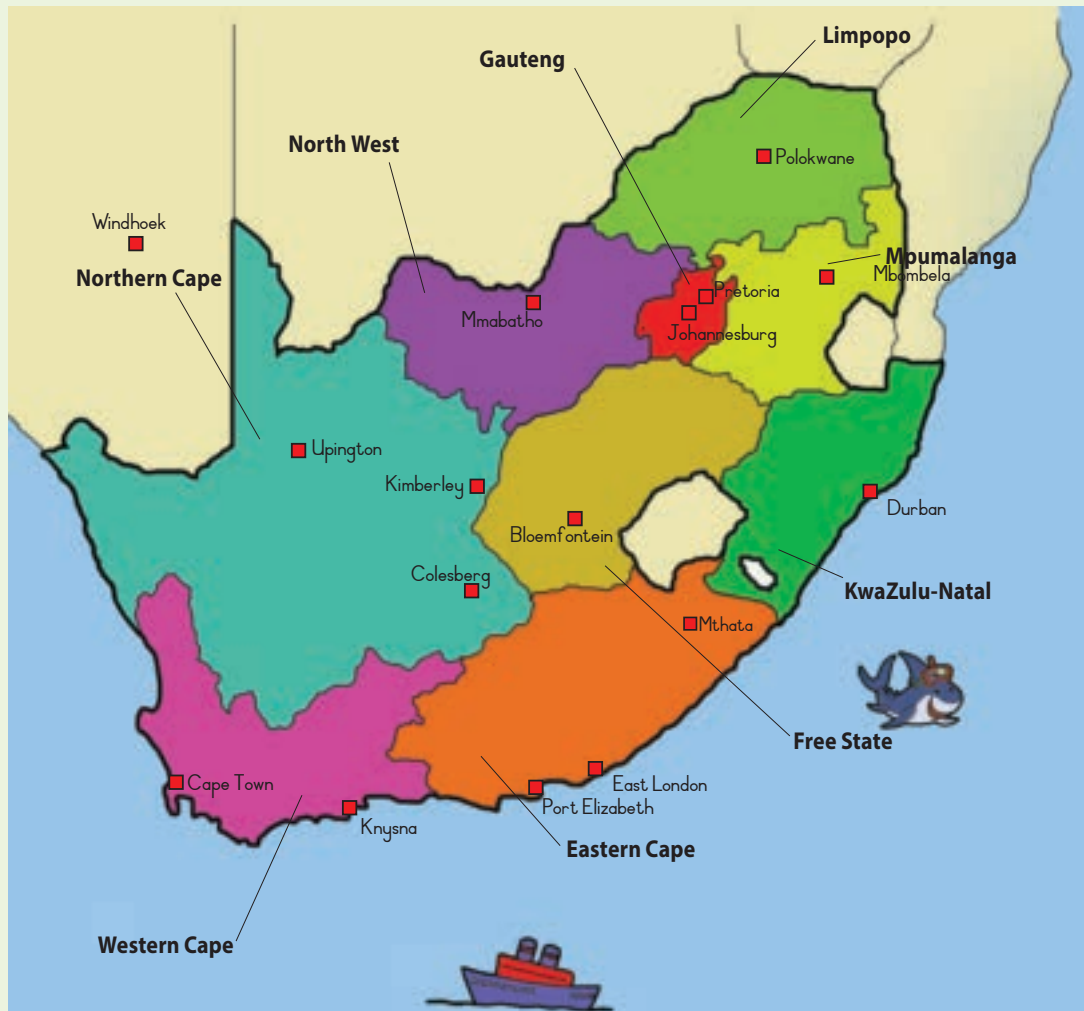 Limpopo
Gauteng
North West
Polokwane
Windhoek
Northern Cape
Mpumalanga
Mbombela
Pretoria
Mmabatho
Johannesburg
Upington
Kimberley
Durban
Bloemfontein
Colesberg
KwaZulu-Natal
Mthata
Free State
Cape Town
East London
Port Elizabeth
Knysna
Eastern Cape
Western Cape